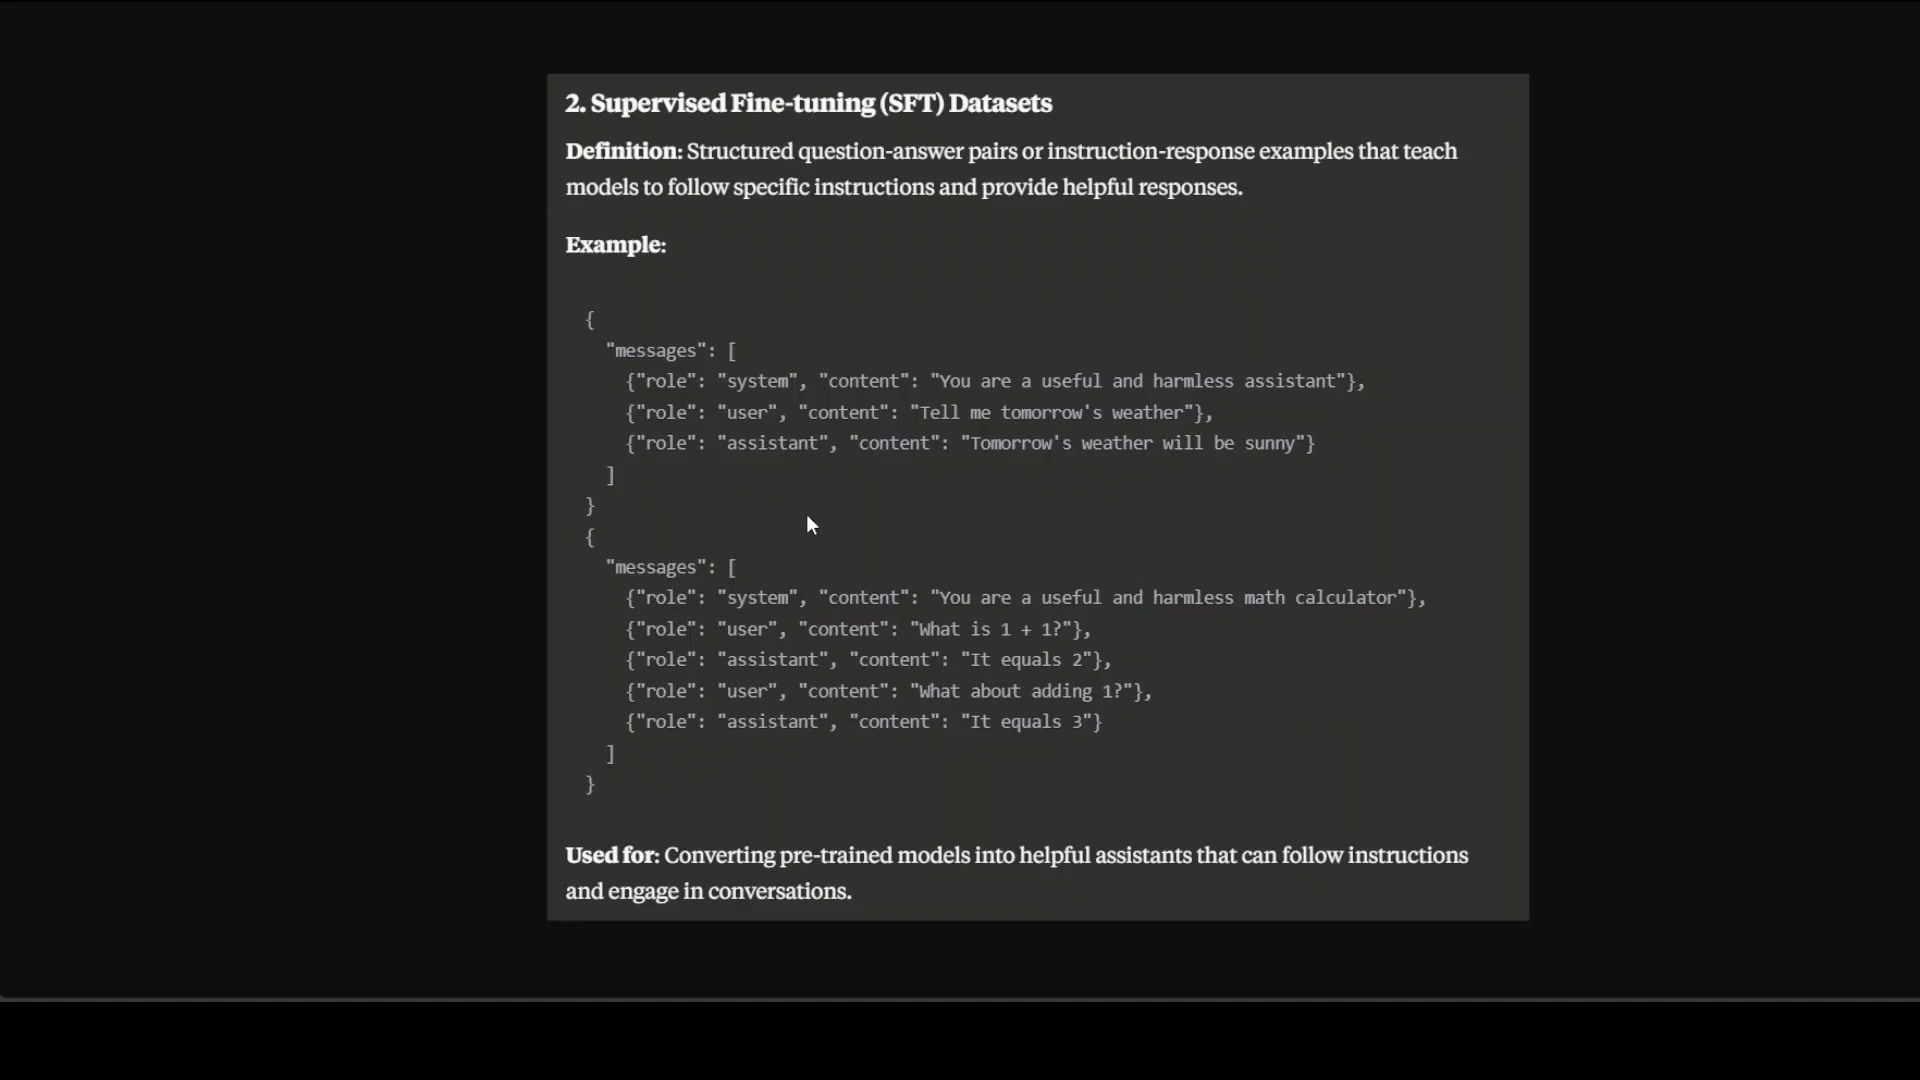 2. Supervised Fine-tuning (SFT) Datasets
Definition: Structured question-answer pairs or instruction-response examples that teach
models to follow specific instructions and provide helpful responses.
Example:
{
"messages": [
{"role": "system", "content": "You are a useful and harmless assistant"},
{"role": "user", "content": "Tell me tomorrow's weather"},
{"role": "assistant", "content": "Tomorrow's weather will be sunny"}
]
}
{
"messages": [
{"role": "system", "content": "You are a useful and harmless math calculator"},
{"role": "user", "content": "What is 1 + 1?"},
{"role": "assistant", "content": "It equals 2"},
{"role": "user", "content": "What about adding 1?"},
{"role": "assistant", "content": "It equals 3"}
]
}
Used for: Converting pre-trained models into helpful assistants that can follow instructions
and engage in conversations.